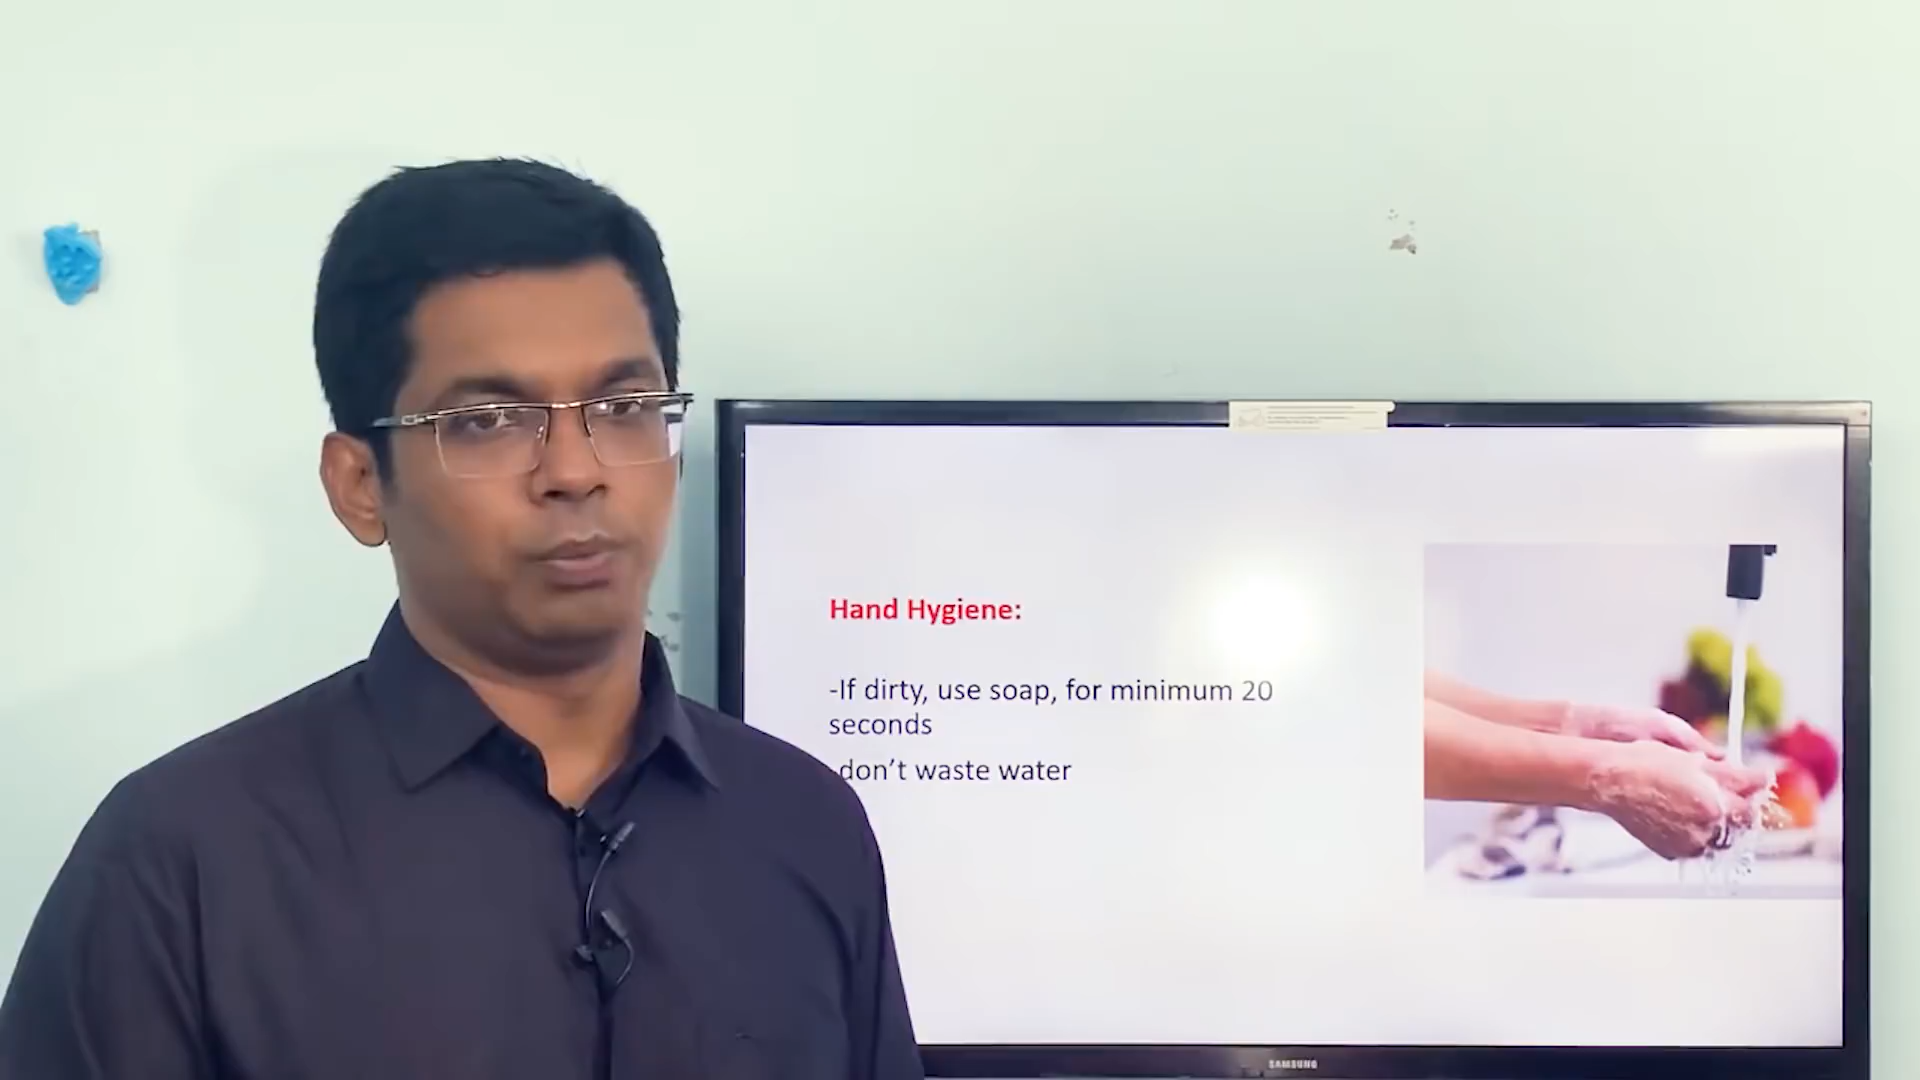 Hand Hygiene:
-If dirty, use soap, for minimum 20
seconds
-don't waste water
SAMSUNG